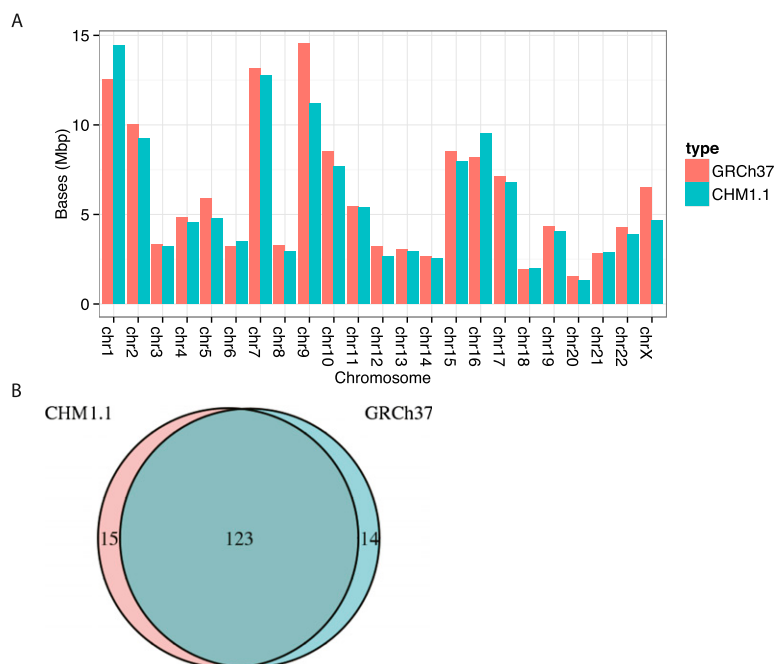 A
15
10
5
0
Bases (Mbp)
chr1 chr2 chr3 chr4 chr5 chr6 chr7 chr8 chr9 chr10 chr11 chr12 chr13 chr14 chr15 chr16 chr17 chr18 chr19 chr20 chr21 chr22 chrX
Chromosome
type
GRCh37
CHM1.1
B
CHM1.1 GRCh37
15 123 14